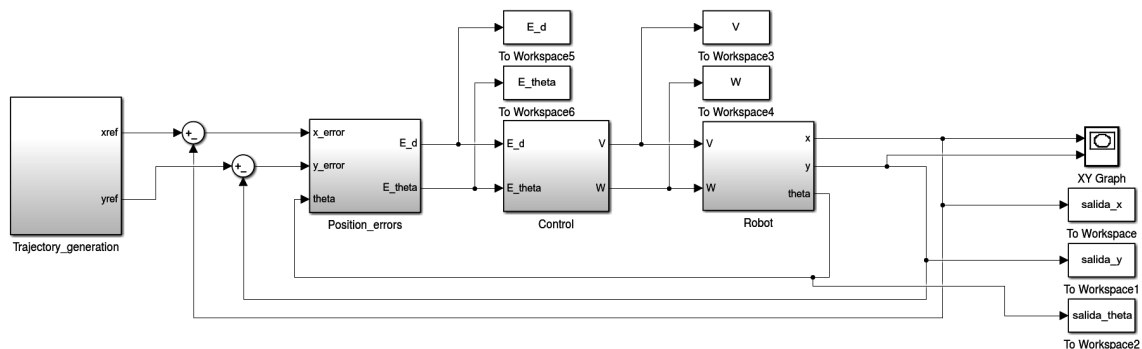 E_d
To Workspace5
V
To Workspace3
E_theta
To Workspace6
W
To Workspace4
xref
yref
Trajectory_generation
+
_
+
_
x_error
y_error
theta
E_d
E_theta
Position_errors
E_d
E_theta
V
W
Control
V
W
x
y
theta
Robot
XY Graph
salida_x
To Workspace
salida_y
To Workspace1
salida_theta
To Workspace2